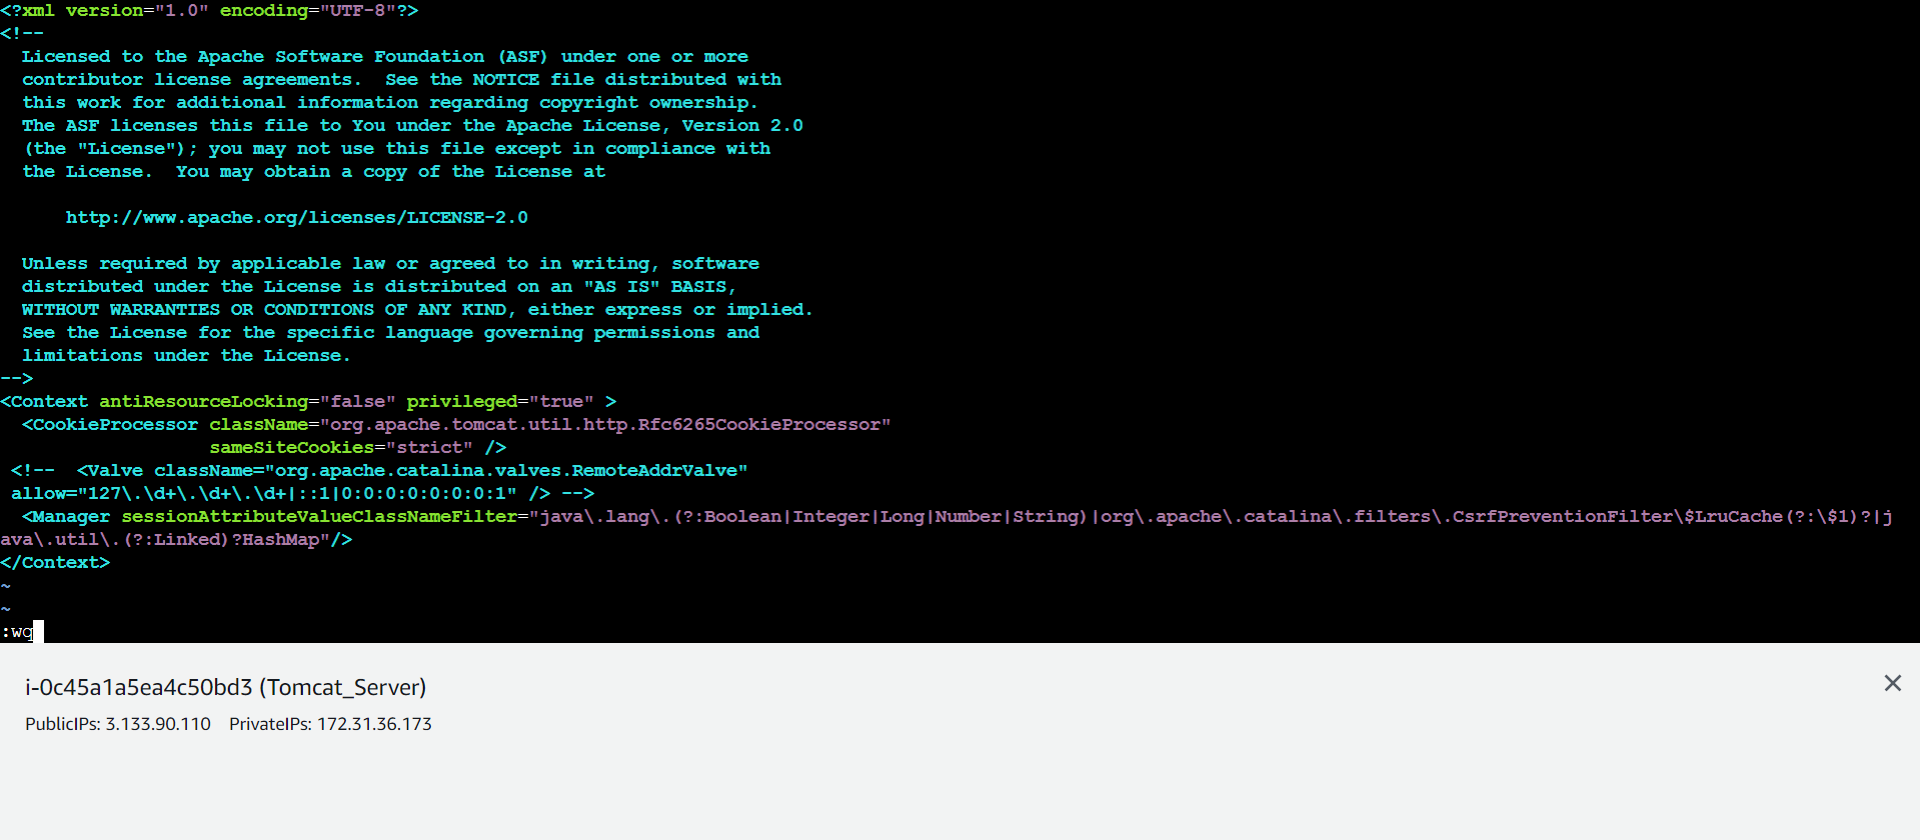 <?xml version="1.0" encoding="UTF-8"?>
<!--
  Licensed to the Apache Software Foundation (ASF) under one or more
  contributor license agreements.  See the NOTICE file distributed with
  this work for additional information regarding copyright ownership.
  The ASF licenses this file to You under the Apache License, Version 2.0
  (the "License"); you may not use this file except in compliance with
  the License.  You may obtain a copy of the License at

      http://www.apache.org/licenses/LICENSE-2.0

  Unless required by applicable law or agreed to in writing, software
  distributed under the License is distributed on an "AS IS" BASIS,
  WITHOUT WARRANTIES OR CONDITIONS OF ANY KIND, either express or implied.
  See the License for the specific language governing permissions and
  limitations under the License.
-->
<Context antiResourceLocking="false" privileged="true" >
  <CookieProcessor className="org.apache.tomcat.util.http.Rfc6265CookieProcessor"
                   sameSiteCookies="strict" />
 <!--  <Valve className="org.apache.catalina.valves.RemoteAddrValve"
 allow="127\.\d+\.\d+\.\d+|::1|0:0:0:0:0:0:0:1" /> -->
  <Manager sessionAttributeValueClassNameFilter="java\.lang\.(?:Boolean|Integer|Long|Number|String)|org\.apache\.catalina\.filters\.CsrfPreventionFilter\$LruCache(?:\$1)?|j
ava\.util\.(?:Linked)?HashMap"/>
</Context>
~
~
:wq
i-0c45a1a5ea4c50bd3 (Tomcat_Server)
PublicIPs: 3.133.90.110    PrivateIPs: 172.31.36.173